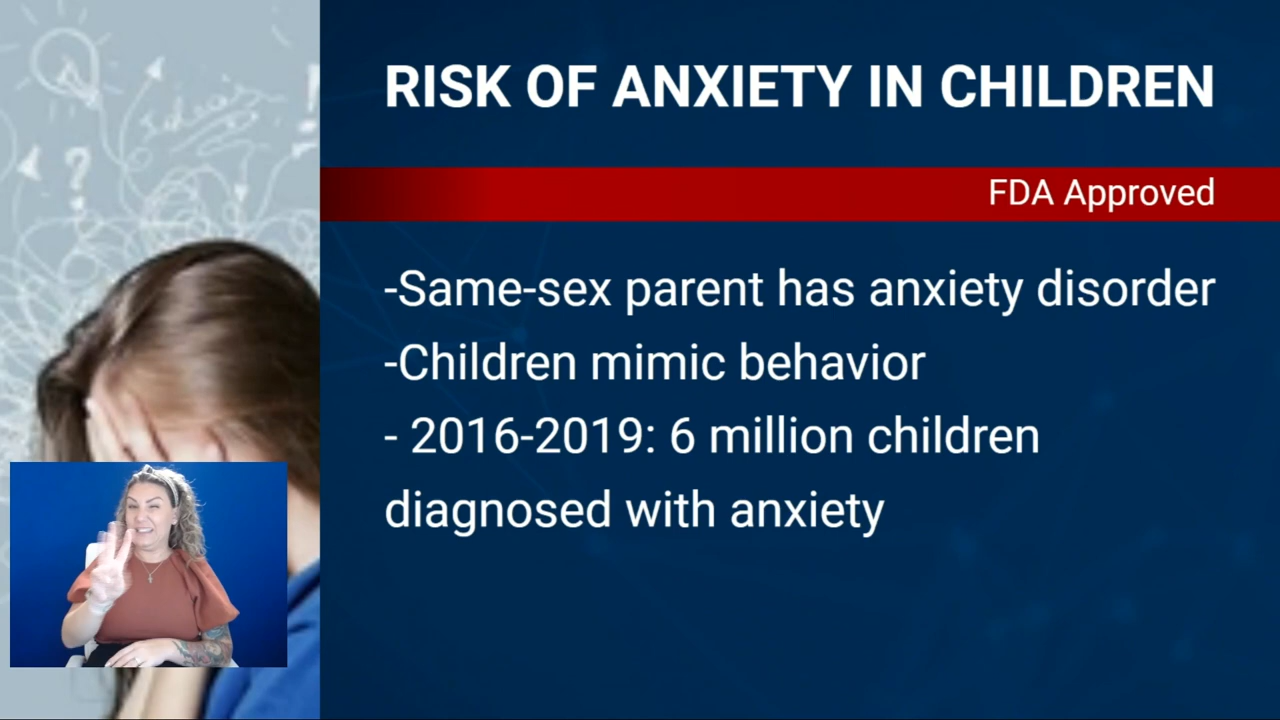 RISK OF ANXIETY IN CHILDREN
FDA Approved
-Same-sex parent has anxiety disorder
-Children mimic behavior
- 2016-2019: 6 million children
diagnosed with anxiety
?
!